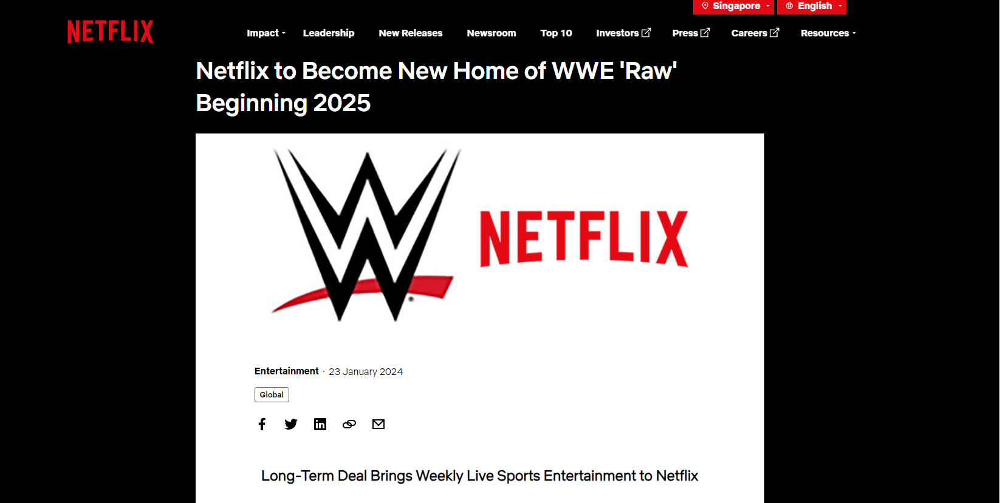 Singapore
English
NETFLIX
Impact
Leadership
New Releases
Newsroom
Top 10
Investors
Press
Careers
Resources
Netflix to Become New Home of WWE 'Raw'
Beginning 2025
W
NETFLIX
Entertainment · 23 January 2024
Global
f
in
Long-Term Deal Brings Weekly Live Sports Entertainment to Netflix